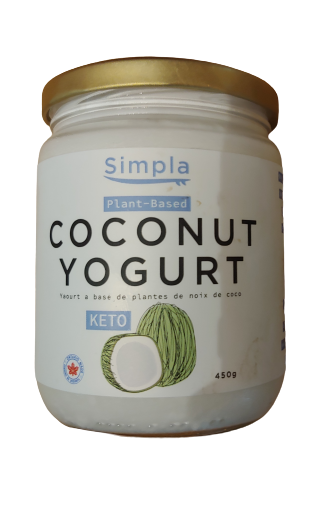 Simpla
Plant-Based
COCONUT
YOGURT
Yaourt a base de plantes de noix de coco
KETO
450g